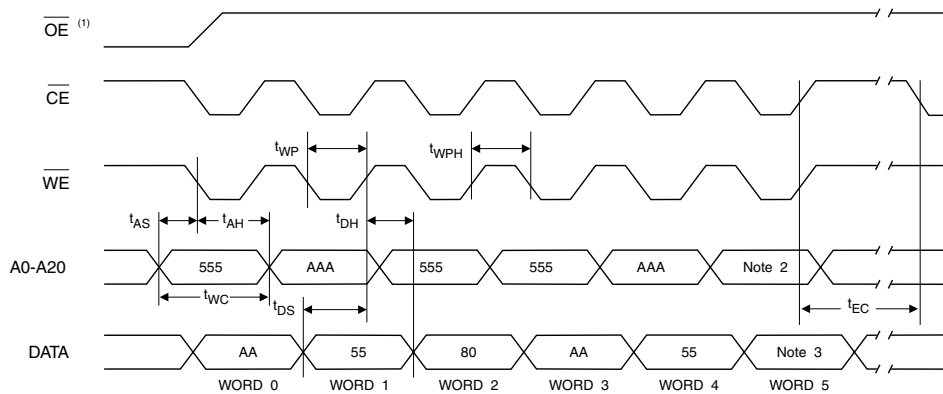 OE (1)
CE
tWP
tWPH
WE
tAS
tAH
tDH
A0-A20
555
AAA
555
555
AAA
Note 2
tWC
tDS
tEC
DATA
AA
55
80
AA
55
Note 3
WORD 0
WORD 1
WORD 2
WORD 3
WORD 4
WORD 5